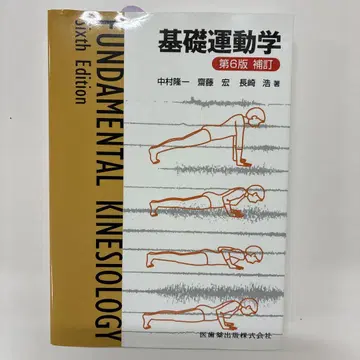 基礎運動学
第6版 補訂
中村隆一 齋藤 宏 長崎 浩 著
FUNDAMENTAL KINESIOLOGY
Sixth Edition
医歯薬出版株式会社